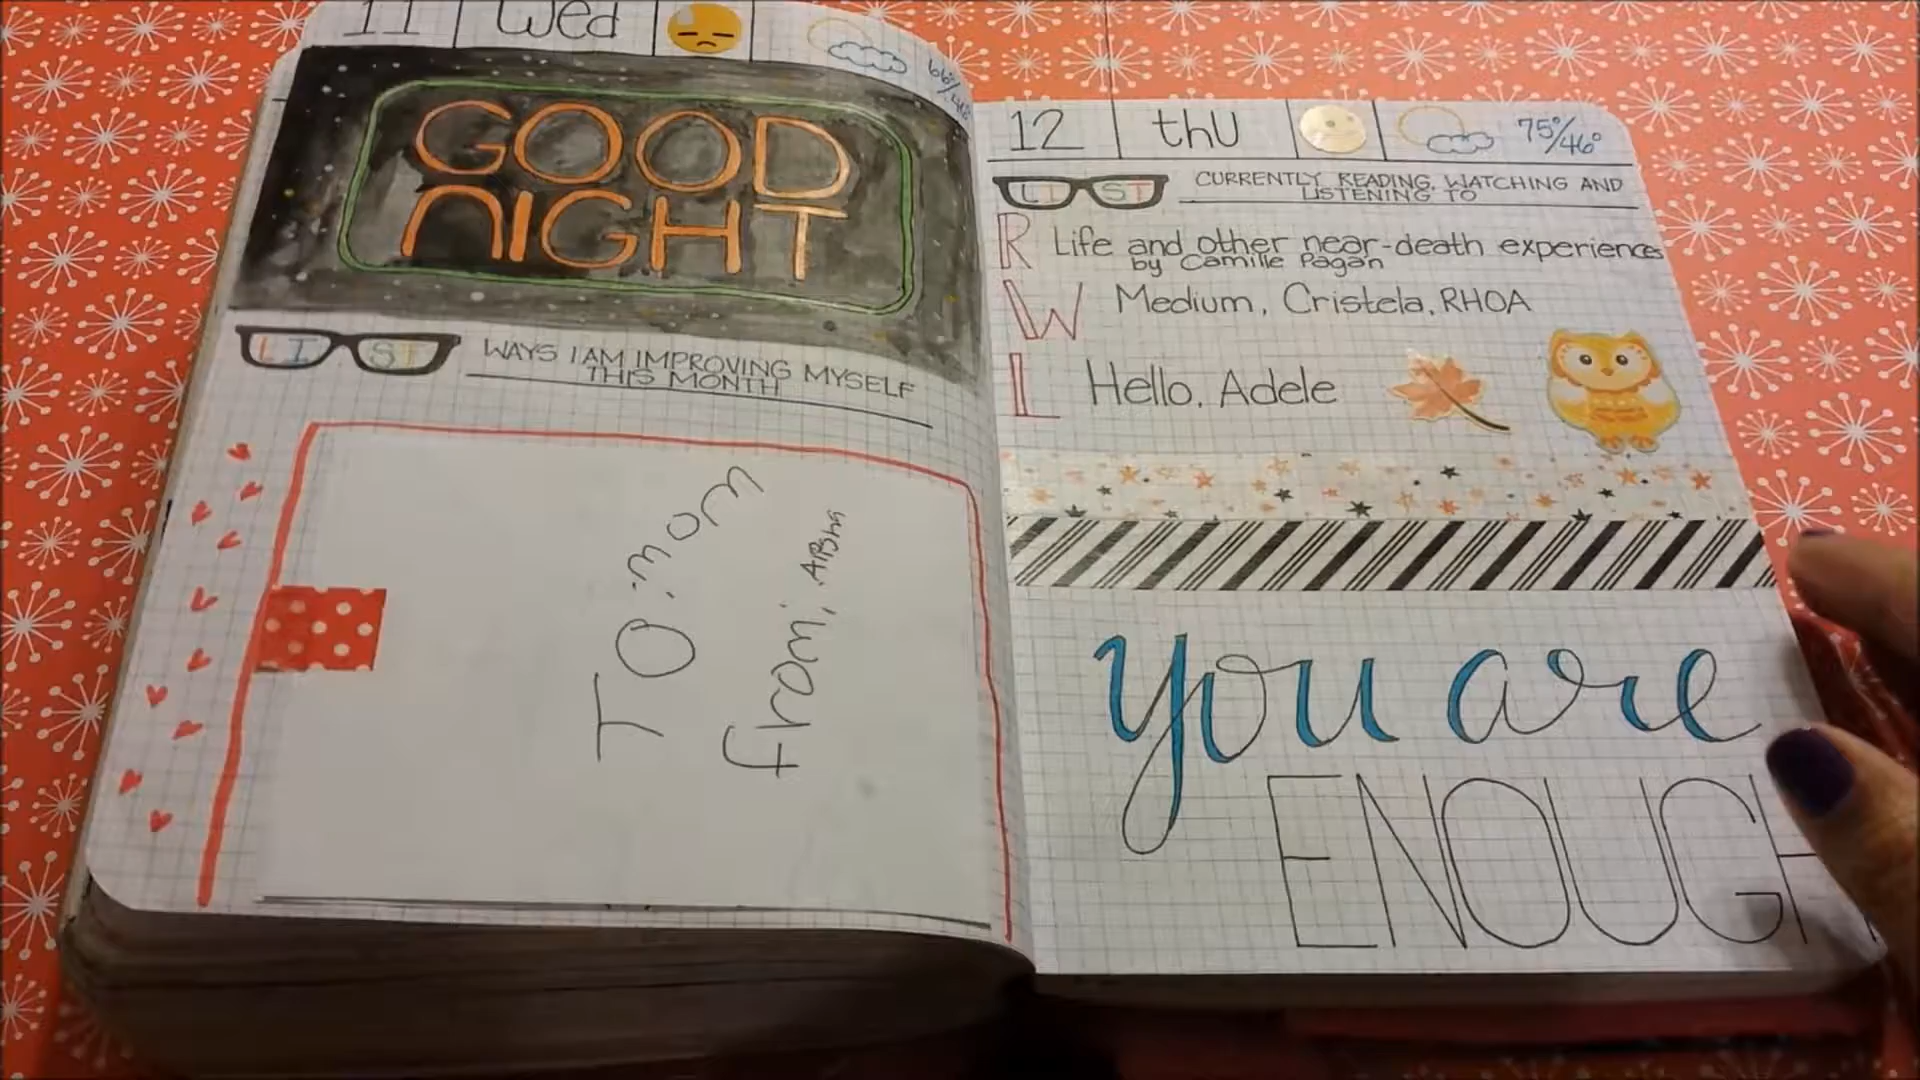 11 wed
66°/46°
GOOD
NIGHT
LIST
WAYS I AM IMPROVING MYSELF
THIS MONTH
TO: mom
from,
12 thU
75°/46°
LIST
CURRENTLY READING, WATCHING AND
LISTENING TO
R Life and other near-death experiences
by Camille Pagán
W Medium, Cristela, RHOA
L Hello, Adele
you are
ENOUGH